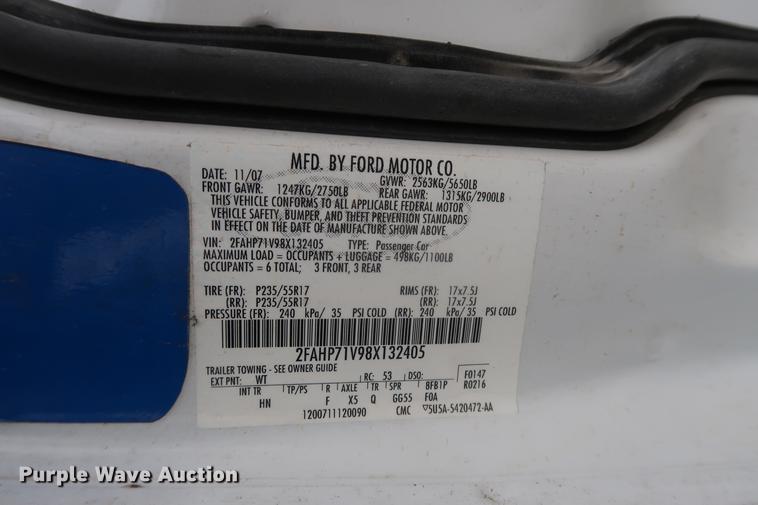 MFD. BY FORD MOTOR CO.
DATE: 11/07 GVWR: 2563KG/5650LB
FRONT GAWR: 1247KG/2750LB REAR GAWR: 1315KG/2900LB
THIS VEHICLE CONFORMS TO ALL APPLICABLE FEDERAL MOTOR
VEHICLE SAFETY, BUMPER, AND THEFT PREVENTION STANDARDS
IN EFFECT ON THE DATE OF MANUFACTURE SHOWN ABOVE.
VIN: 2FAHP71V98X132405 TYPE: Passenger Car
MAXIMUM LOAD = OCCUPANTS + LUGGAGE = 498KG/1100LB
OCCUPANTS = 6 TOTAL; 3 FRONT, 3 REAR
TIRE (FR): P235/55R17 RIMS (FR): 17x7.5J
(RR): P235/55R17 (RR): 17x7.5J
PRESSURE (FR): 240 kPa/ 35 PSI COLD (RR): 240 kPa/35 PSI COLD
2FAHP71V98X132405
TRAILER TOWING - SEE OWNER GUIDE
EXT PNT: WT RC: 53 DSO: F0147
INT TR TP/PS R AXLE TR SPR BFB1P R0216
HN F X5 Q GG55 F0A
1200711120090 CMC ▽5U5A-5420472-AA
Purple Wave Auction